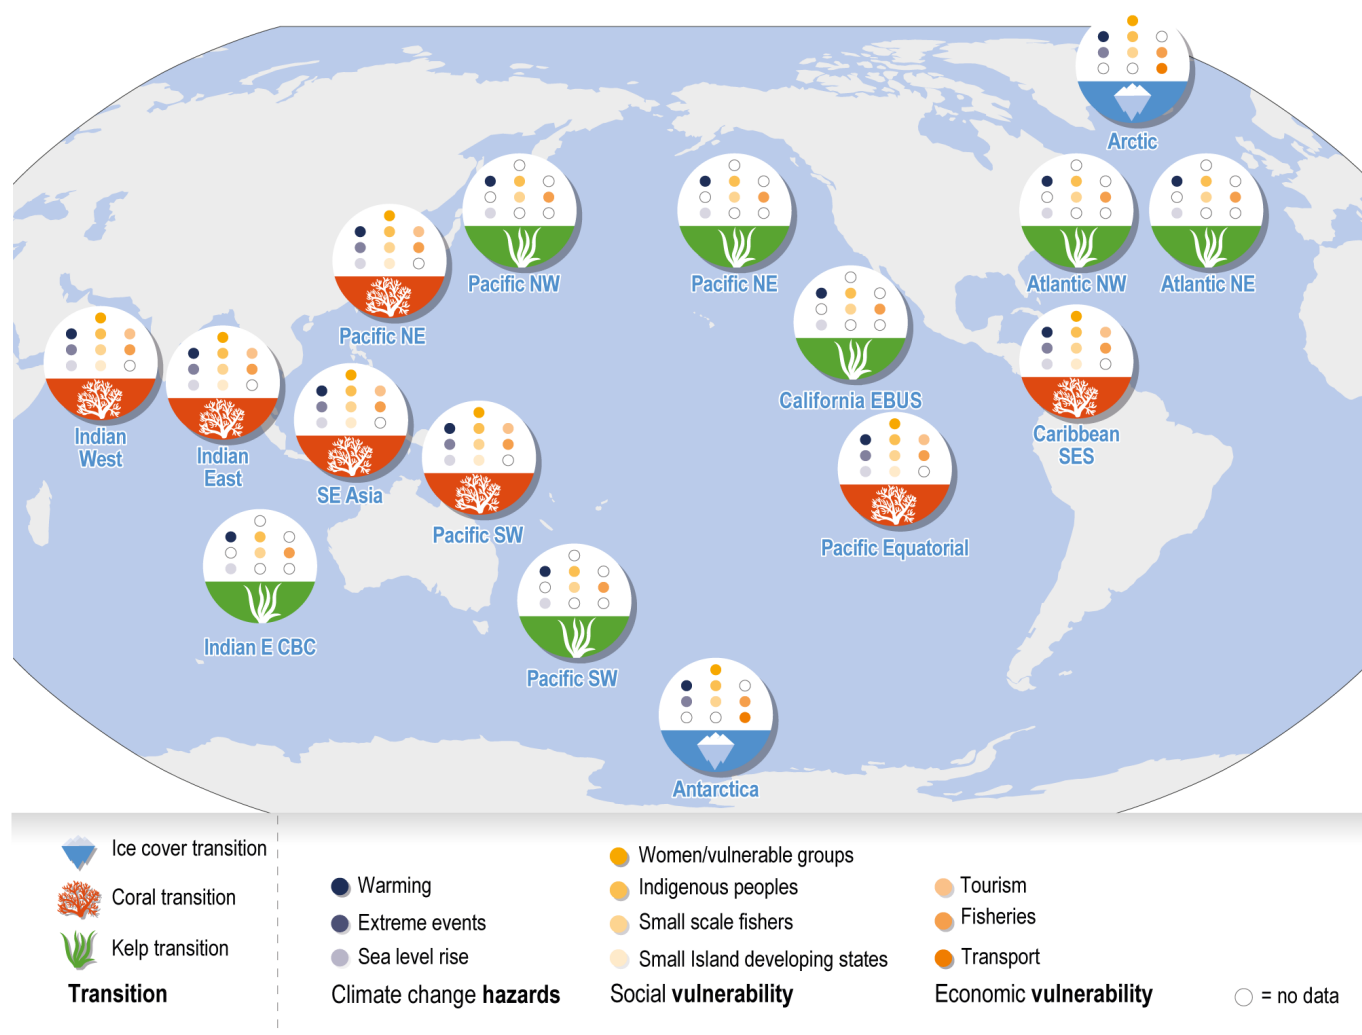 Arctic
Pacific NW
Pacific NE
Atlantic NW
Atlantic NE
Pacific NE
California EBUS
Indian
West
Indian
East
SE Asia
Caribbean
SES
Pacific SW
Pacific Equatorial
Indian E CBC
Pacific SW
Antarctica
Ice cover transition
Coral transition
Kelp transition
Transition
Warming
Extreme events
Sea level rise
Climate change hazards
Women/vulnerable groups
Indigenous peoples
Small scale fishers
Small Island developing states
Social vulnerability
Tourism
Fisheries
Transport
Economic vulnerability
= no data